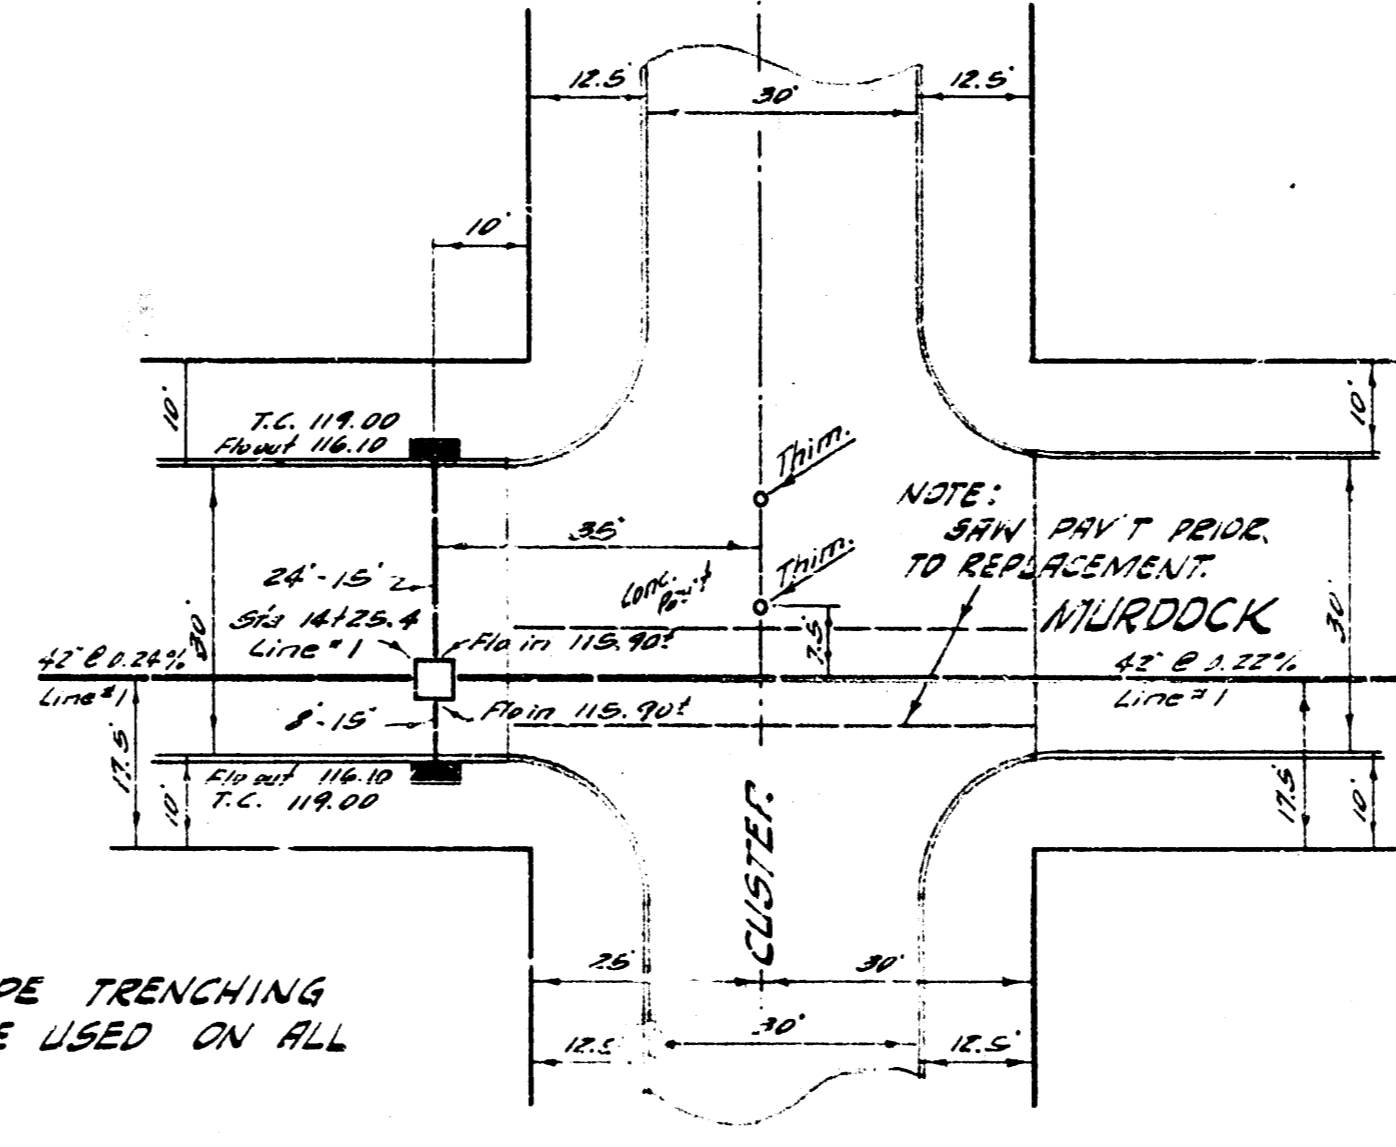 12.5'
30'
12.5'
10'
10'
T.C. 119.00
Flo out 116.10
10'
Thim.
NOTE:
SAW PAV'T PRIOR
TO REPLACEMENT.
35'
Thim.
24'-15"
Conc.
Sta 14+25.4
Line #1
Flo in 115.90±
MURDOCK
30'
7.5'
30'
42" @ 0.24%
Line #1
42" @ 0.22%
Line #1
8'-15"
Flo in 115.90±
17.5'
Flo out 116.10
T.C. 119.00
10'
17.5'
10'
CUSTER
25'
30'
PE TRENCHING
E USED ON ALL
12.5
30'
12.5'